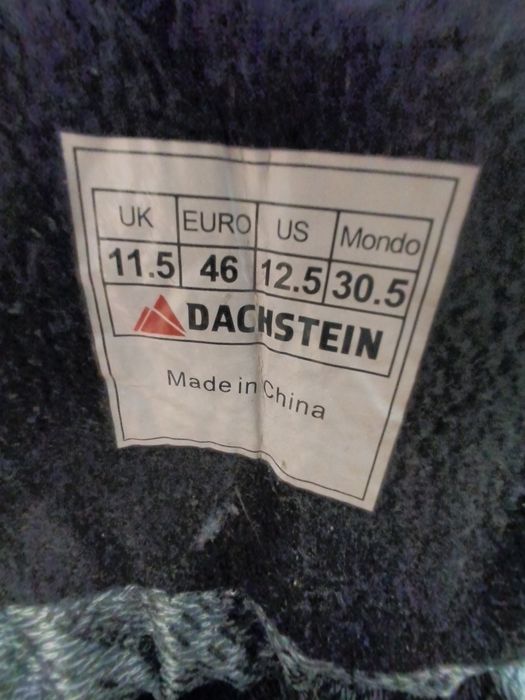 UK EURO US Mondo
11.5 46 12.5 30.5
DACHSTEIN
Made in China